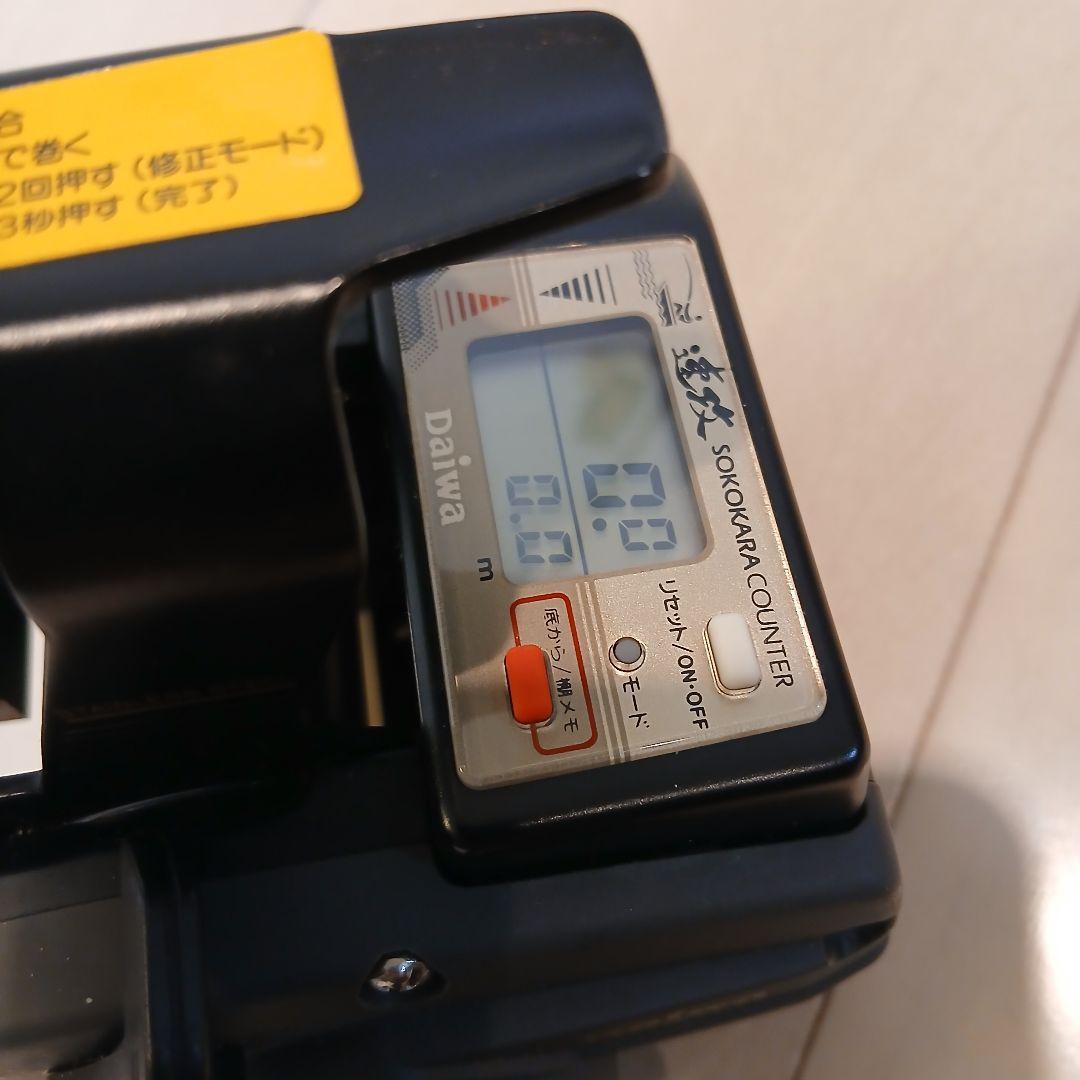 合
で巻く
2回押す（修正モード）
3秒押す（完了）
速攻 SOKOKARA COUNTER
0.0
0.0
m
Daiwa
リセット/ON・OFF
モード
底から/棚メモ